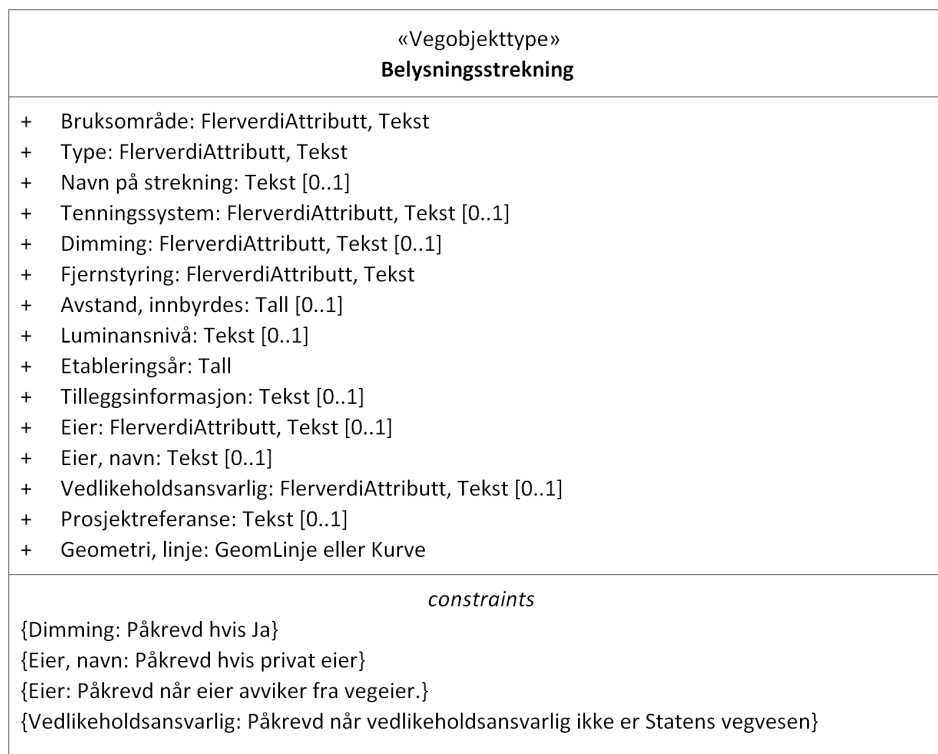 «Vegobjekttype»
Belysningsstrekning
+ Bruksområde: FlerverdiAttributt, Tekst
+ Type: FlerverdiAttributt, Tekst
+ Navn på strekning: Tekst [0..1]
+ Tenningssystem: FlerverdiAttributt, Tekst [0..1]
+ Dimming: FlerverdiAttributt, Tekst [0..1]
+ Fjernstyring: FlerverdiAttributt, Tekst
+ Avstand, innbyrdes: Tall [0..1]
+ Luminansnivå: Tekst [0..1]
+ Etableringsår: Tall
+ Tilleggsinformasjon: Tekst [0..1]
+ Eier: FlerverdiAttributt, Tekst [0..1]
+ Eier, navn: Tekst [0..1]
+ Vedlikeholdsansvarlig: FlerverdiAttributt, Tekst [0..1]
+ Prosjektreferanse: Tekst [0..1]
+ Geometri, linje: GeomLinje eller Kurve
constraints
{Dimming: Påkrevd hvis Ja}
{Eier, navn: Påkrevd hvis privat eier}
{Eier: Påkrevd når eier avviker fra vegeier.}
{Vedlikeholdsansvarlig: Påkrevd når vedlikeholdsansvarlig ikke er Statens vegvesen}